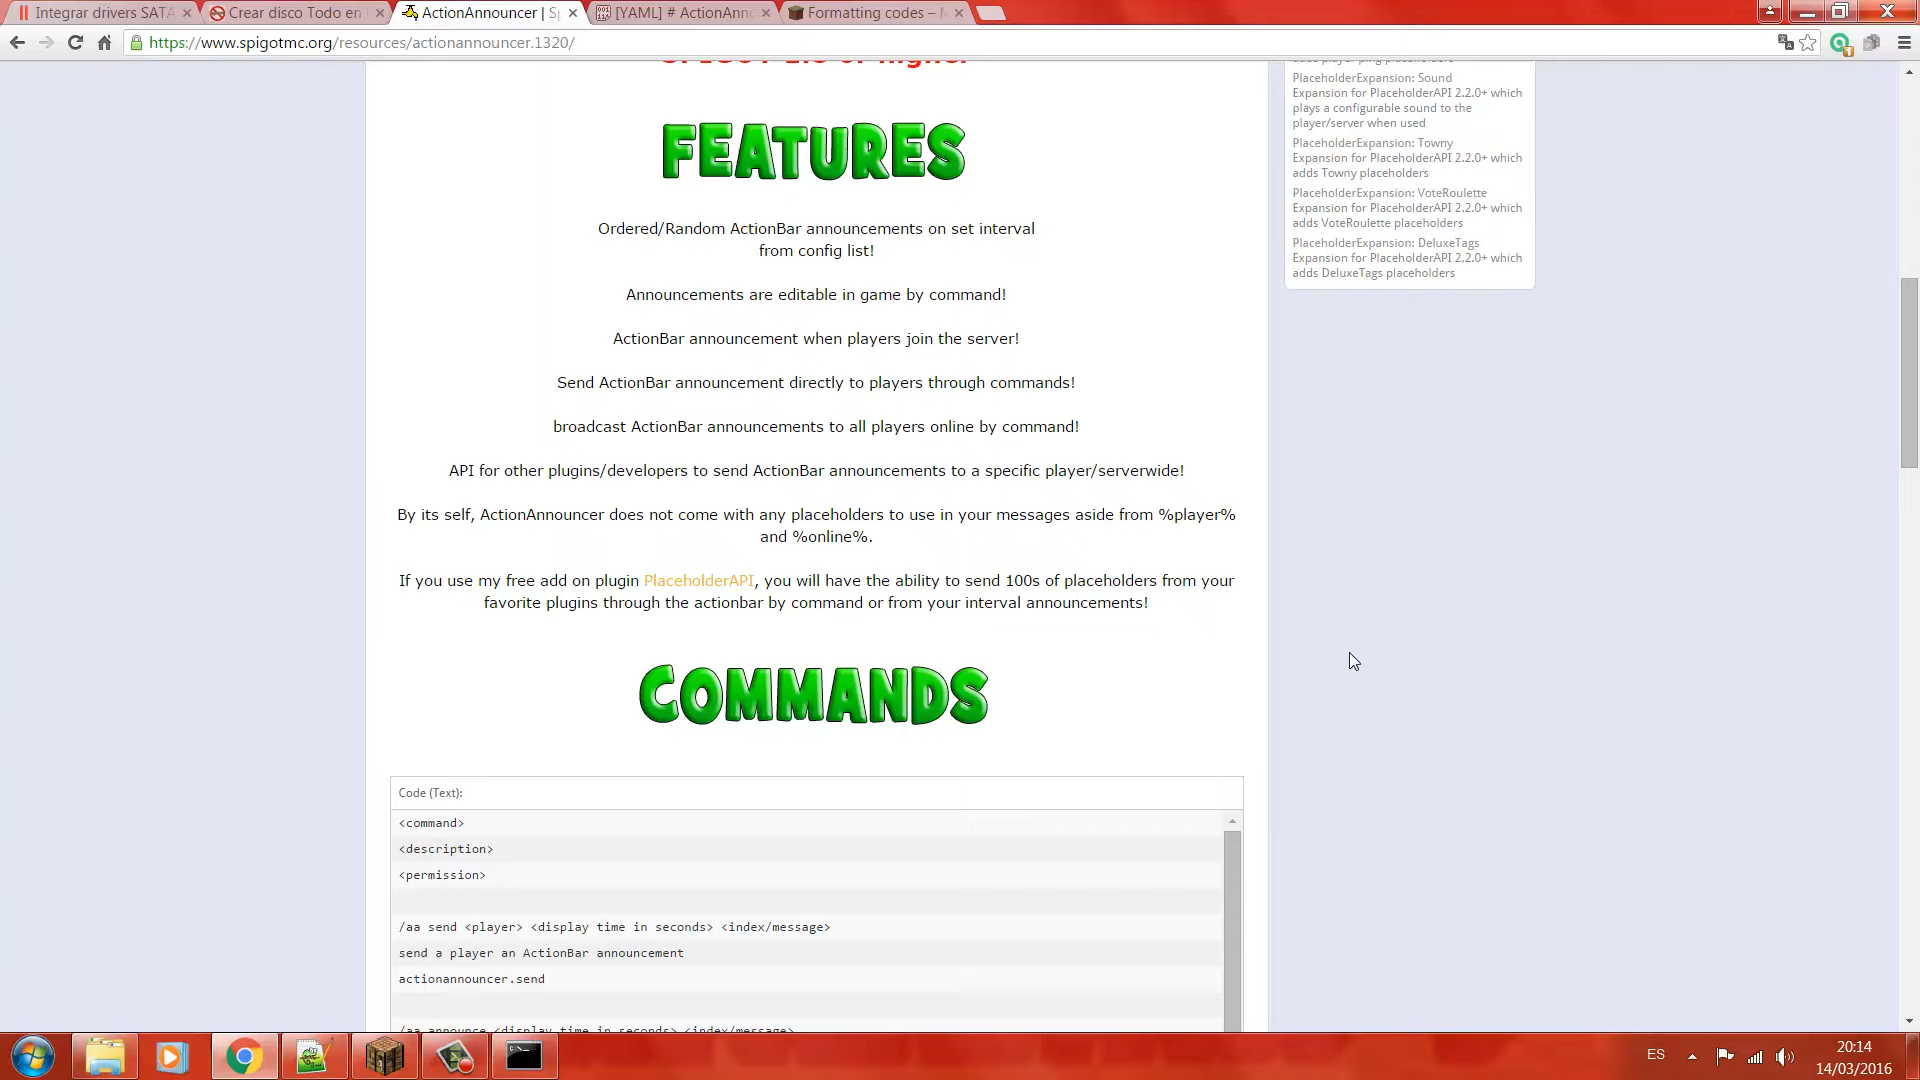 Integrar drivers SATA
Crear disco Todo en
ActionAnnouncer | Sp
[YAML] # ActionAnno
Formatting codes –
https://www.spigotmc.org/resources/actionannouncer.1320/
FEATURES
Ordered/Random ActionBar announcements on set interval
from config list!
Announcements are editable in game by command!
ActionBar announcement when players join the server!
Send ActionBar announcement directly to players through commands!
broadcast ActionBar announcements to all players online by command!
API for other plugins/developers to send ActionBar announcements to a specific player/serverwide!
By its self, ActionAnnouncer does not come with any placeholders to use in your messages aside from %player%
and %online%.
If you use my free add on plugin PlaceholderAPI, you will have the ability to send 100s of placeholders from your
favorite plugins through the actionbar by command or from your interval announcements!
COMMANDS
Code (Text):
<command>
<description>
<permission>
/aa send <player> <display time in seconds> <index/message>
send a player an ActionBar announcement
actionannouncer.send
/aa announce <display time in seconds> <index/message>
PlaceholderExpansion: Sound
Expansion for PlaceholderAPI 2.2.0+ which
plays a configurable sound to the
player/server when used
PlaceholderExpansion: Towny
Expansion for PlaceholderAPI 2.2.0+ which
adds Towny placeholders
PlaceholderExpansion: VoteRoulette
Expansion for PlaceholderAPI 2.2.0+ which
adds VoteRoulette placeholders
PlaceholderExpansion: DeluxeTags
Expansion for PlaceholderAPI 2.2.0+ which
adds DeluxeTags placeholders
ES
20:14
14/03/2016